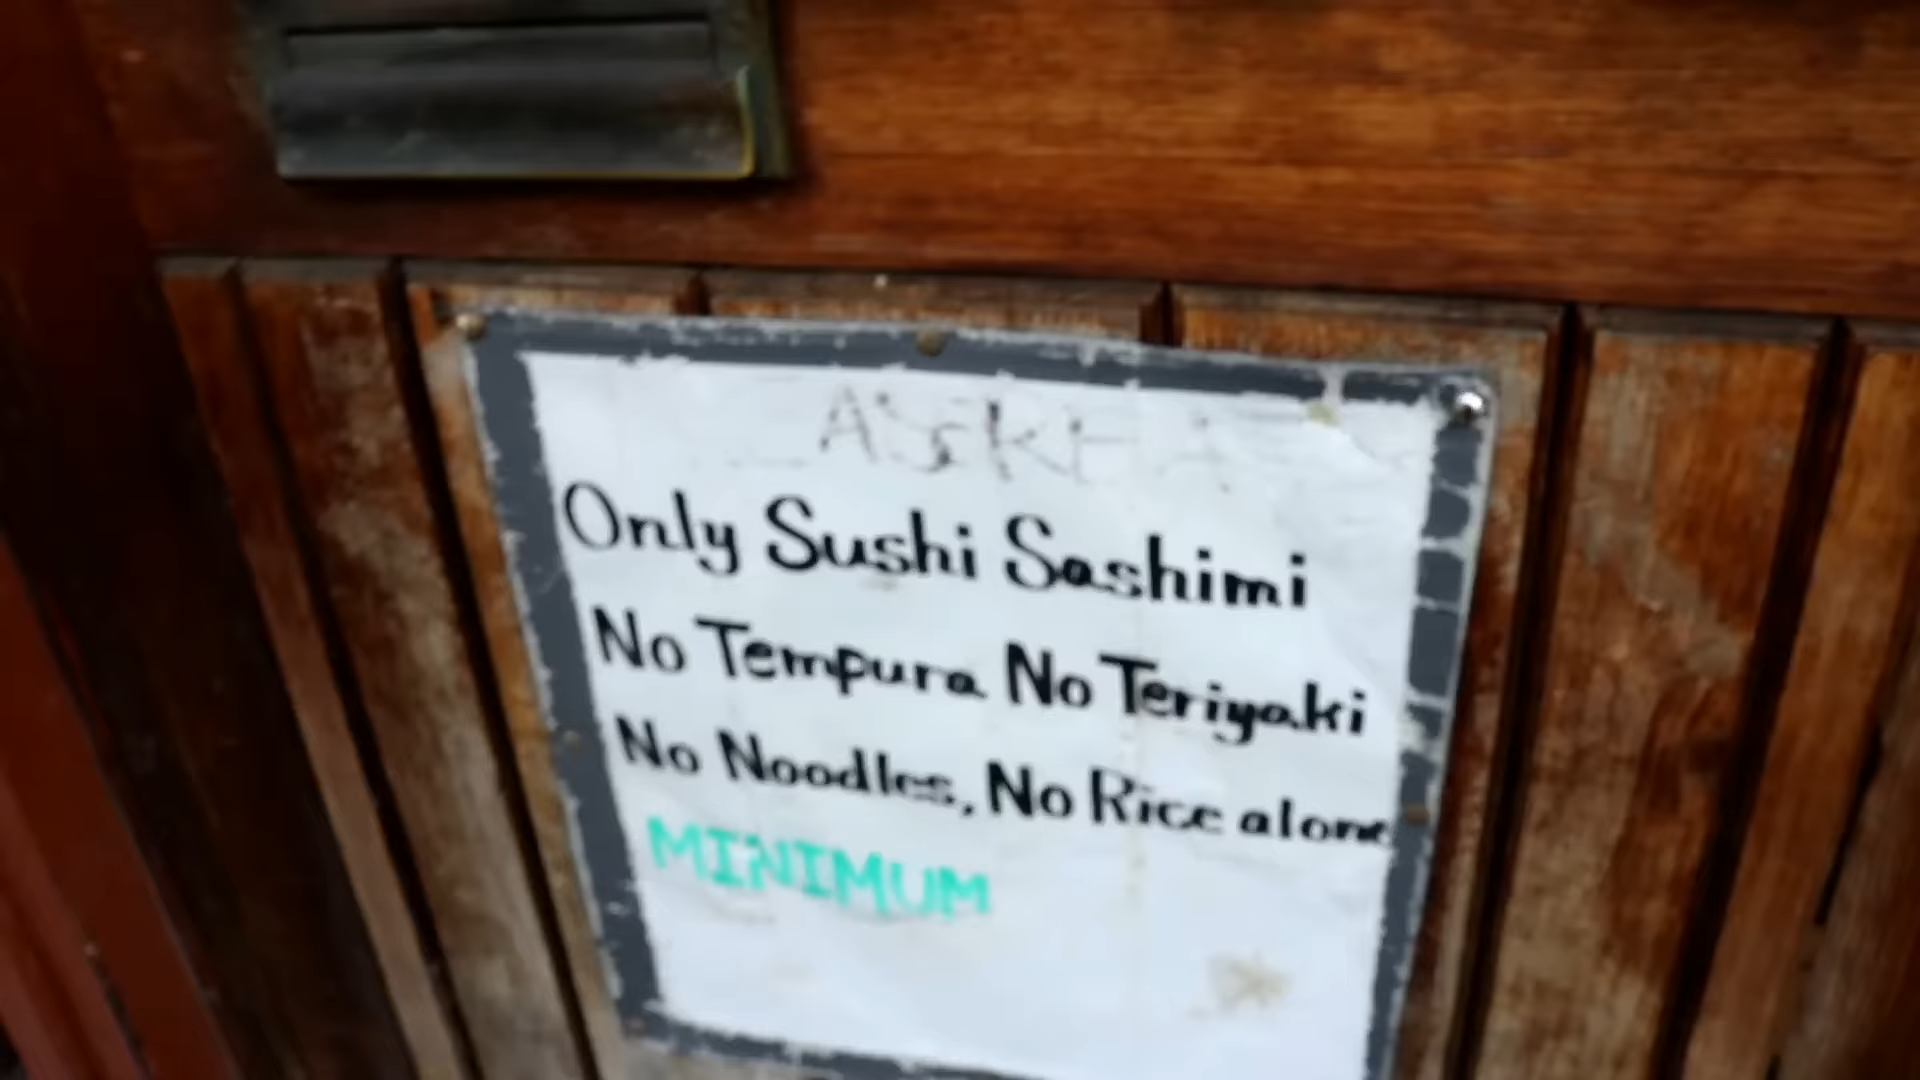 Only Sushi Sashimi
No Tempura No Teriyaki
No Noodles, No Rice alone
MINIMUM